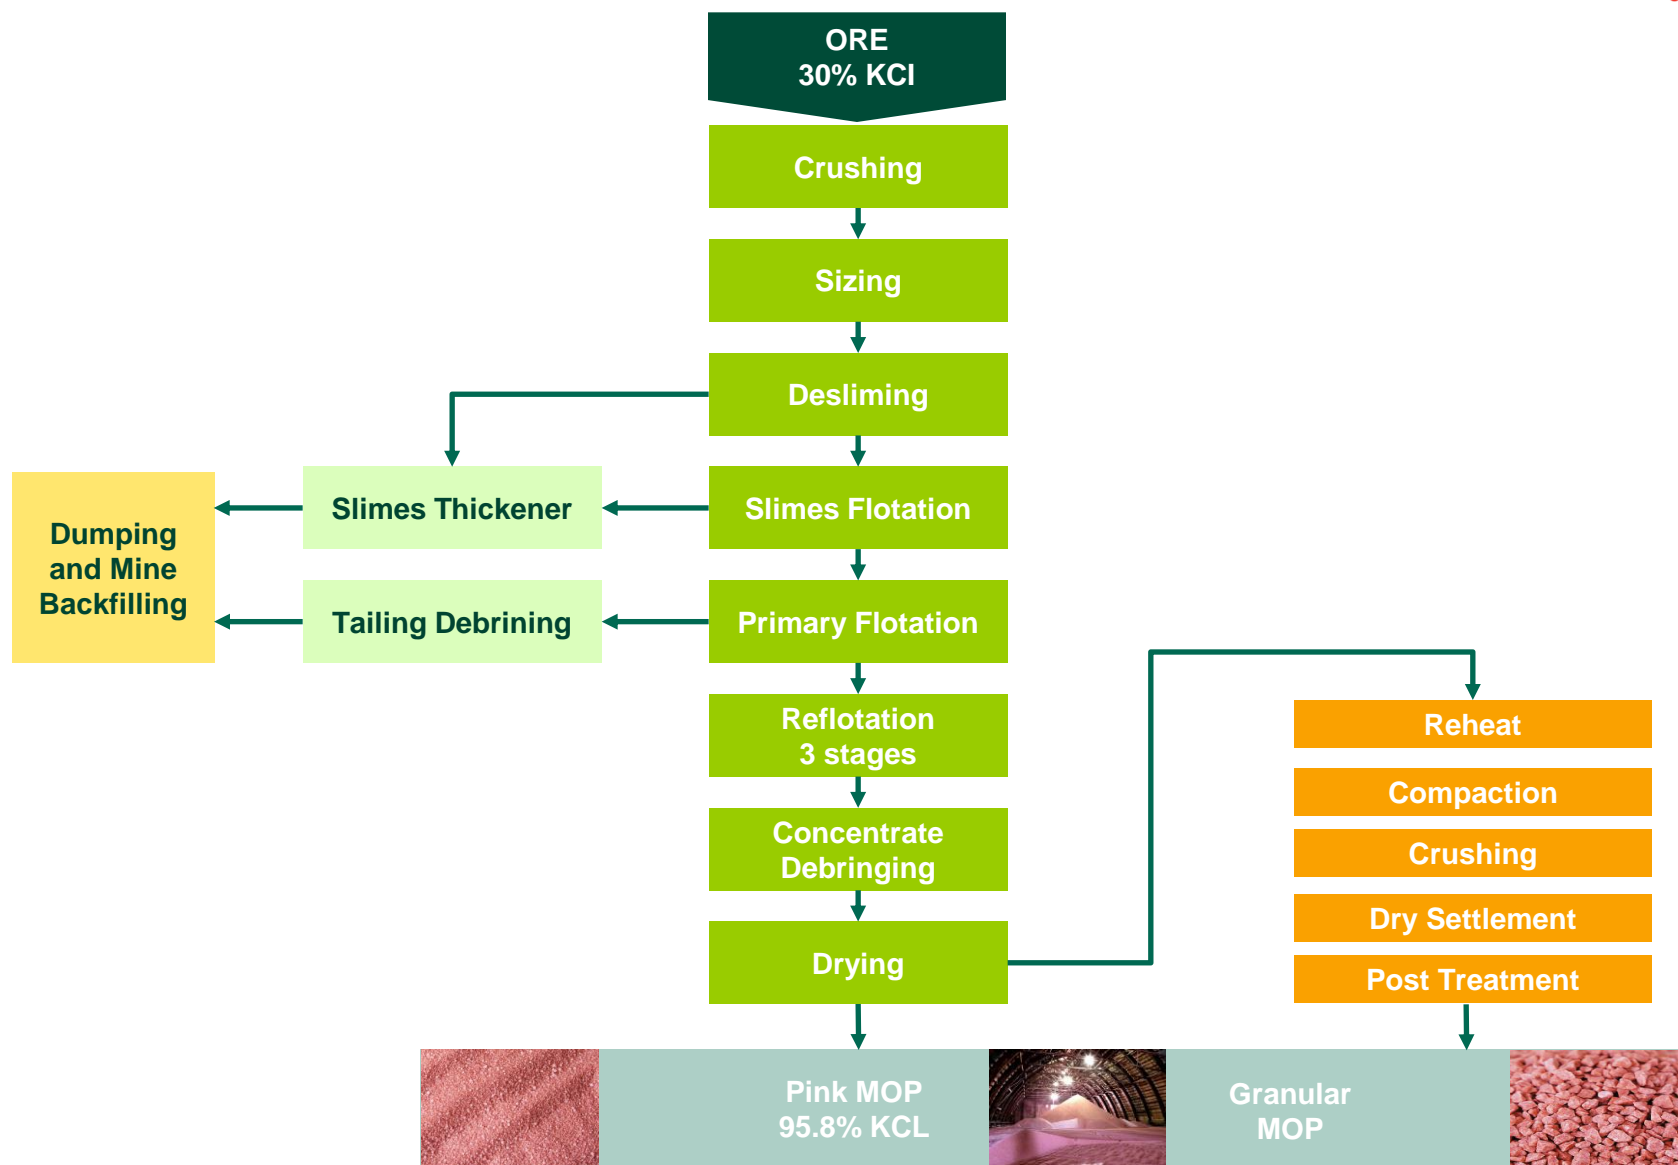 ORE
30% KCl
Crushing
Sizing
Desliming
Slimes Thickener
Slimes Flotation
Dumping
and Mine
Backfilling
Tailing Debrining
Primary Flotation
Reflotation
3 stages
Concentrate
Debringing
Drying
Reheat
Compaction
Crushing
Dry Settlement
Post Treatment
Pink MOP
95.8% KCL
Granular
MOP